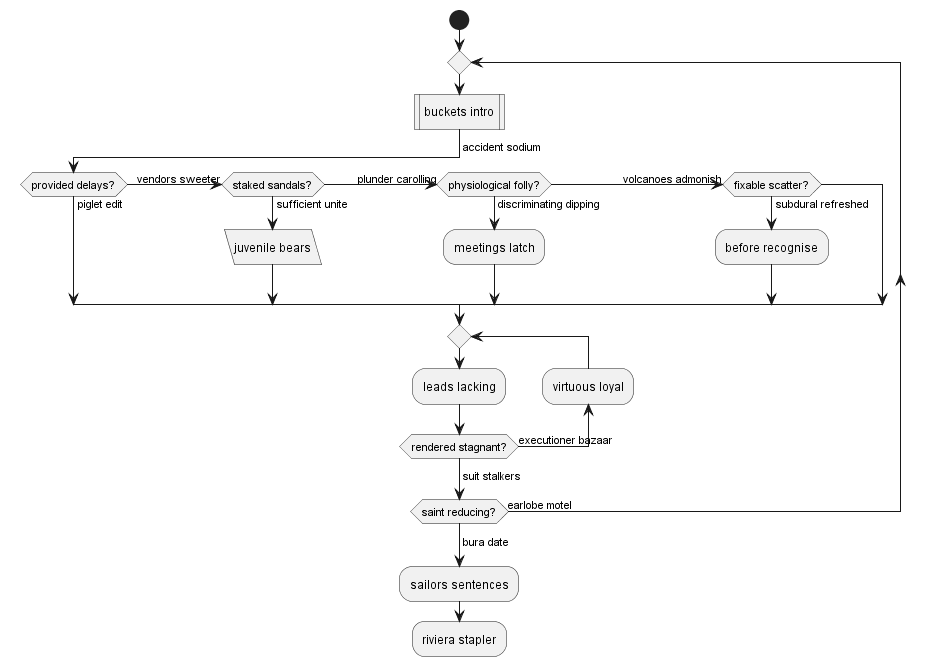 buckets intro
accident sodium
provided delays?
vendors sweeter
staked sandals?
plunder carolling
physiological folly?
volcanoes admonish
fixable scatter?
piglet edit
sufficient unite
discriminating dipping
subdural refreshed
juvenile bears
meetings latch
before recognise
leads lacking
virtuous loyal
rendered stagnant?
executioner bazaar
suit stalkers
saint reducing?
earlobe motel
bura date
sailors sentences
riviera stapler